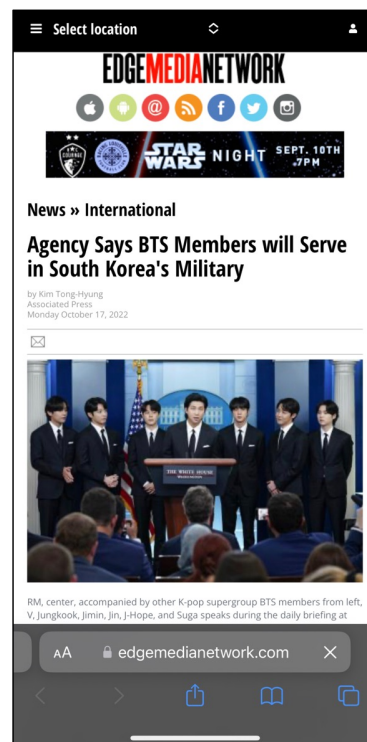 Select location
EDGEMEDIANETWORK
STAR WARS NIGHT SEPT. 10TH 7PM
News » International
Agency Says BTS Members will Serve
in South Korea's Military
by Kim Tong-Hyung
Associated Press
Monday October 17, 2022
THE WHITE HOUSE
WASHINGTON
RM, center, accompanied by other K-pop supergroup BTS members from left,
V, Jungkook, Jimin, Jin, J-Hope, and Suga speaks during the daily briefing at
AA edgemedianetwork.com